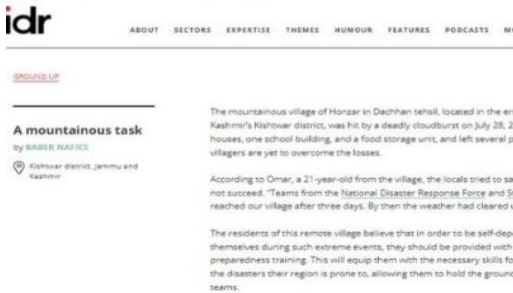 idr
ABOUT SECTORS EXPERTISE THEMES HUMOUR FEATURES PODCASTS
GROUND UP
A mountainous task
by BABER NAFICS
Kishtwar district, Jammu and
Kashmir
The mountainous village of Honzar in Dachhan tehsil, located in the
Kashmir's Kishtwar district, was hit by a deadly cloudburst on July 28,
houses, one school building, and a food storage unit, and left several
villagers are yet to overcome the losses.
According to Omar, a 21-year-old from the village, the locals tried to
not succeed. "Teams from the National Disaster Response Force and
reached our village after three days. By then the weather had cleared
The residents of this remote village believe that in order to be
themselves during such extreme events, they should be provided with
preparedness training. This will equip them with the necessary skills
the disasters their region is prone to, allowing them to hold the
teams.